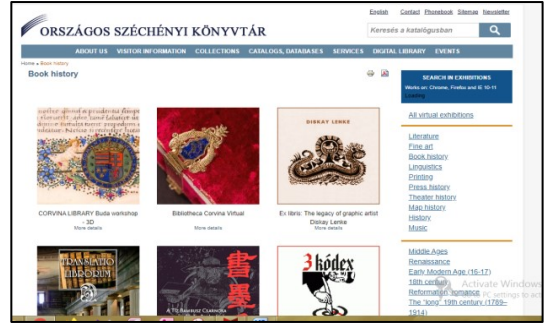 English Contact Phonebook Sitemap Newsletter
ORSZÁGOS SZÉCHÉNYI KÖNYVTÁR
Keresés a katalógusban
ABOUT US VISITOR INFORMATION COLLECTIONS CATALOGS, DATABASES SERVICES DIGITAL LIBRARY EVENTS
Home » Book history
Book history
SEARCH IN EXHIBITIONS
Works on: Chrome, Firefox and IE 10-11
Loading
All virtual exhibitions
Literature
Fine art
Book history
Linguistics
Printing
Press history
Theater history
Map history
History
Music
DISKAY LENKE
CORVINA LIBRARY Buda workshop
- 3D
More details
Bibliotheca Corvina Virtual
More details
Ex libris: The legacy of graphic artist
Diskay Lenke
More details
TRANSLATIO
LIBRORUM
書
墨
3 kódex
Middle Ages
Renaissance
Early Modern Age (16-17)
18th century
Reformation romance
The "long" 19th century (1789–
1914)
Activate Windows